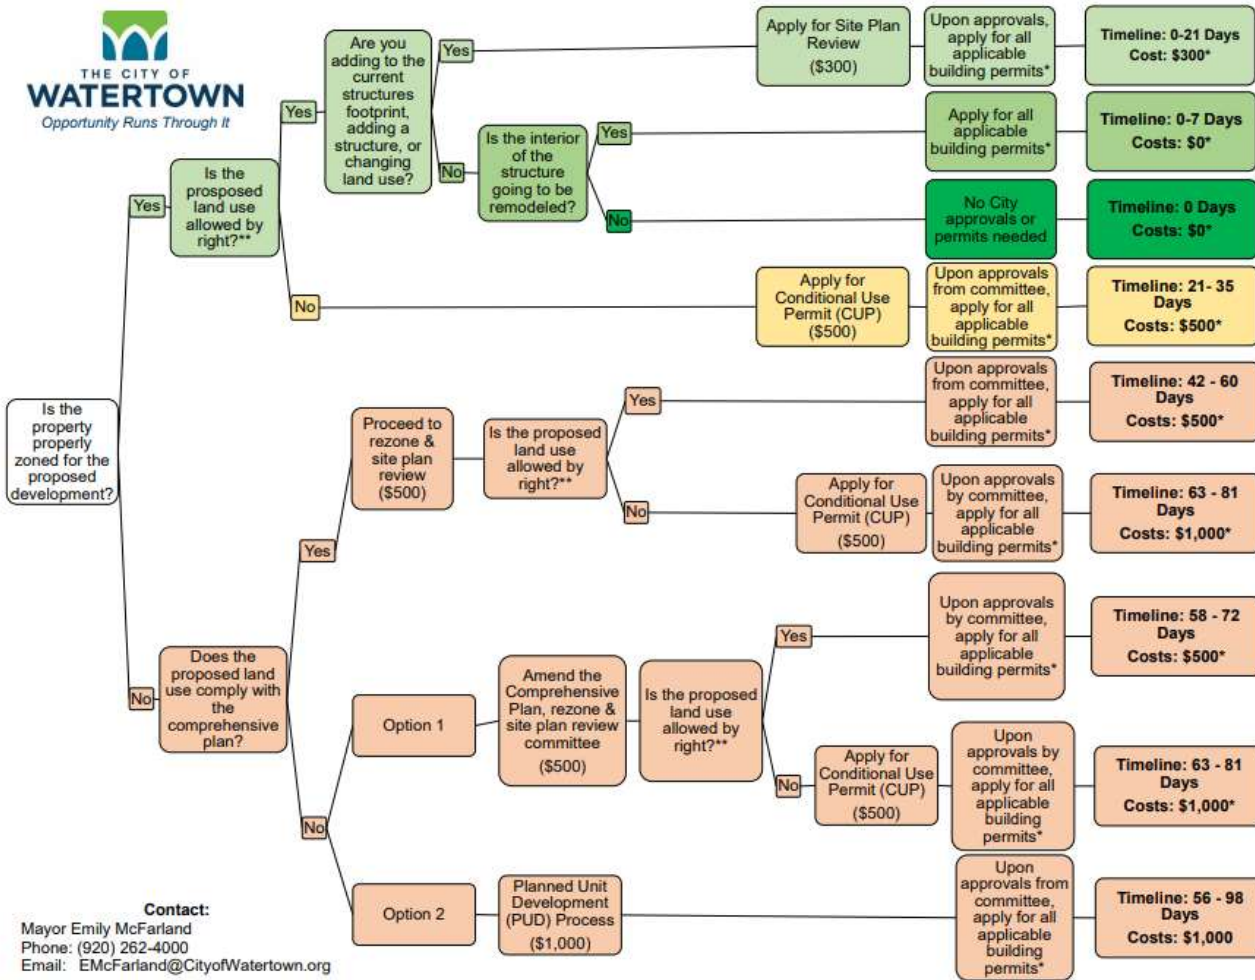 THE CITY OF
WATERTOWN
Opportunity Runs Through It
Is the
property
properly
zoned for the
proposed
development?
Yes
Is the
prosposed
land use
allowed by
right?**
Yes
Are you
adding to the
current
structures
footprint,
adding a
structure, or
changing
land use?
Yes
Apply for Site Plan
Review
($300)
Upon approvals,
apply for all
applicable
building permits*
Timeline: 0-21 Days
Cost: $300*
No
Is the interior
of the
structure
going to be
remodeled?
Yes
Apply for all
applicable
building permits*
Timeline: 0-7 Days
Costs: $0*
No
No City
approvals or
permits needed
Timeline: 0 Days
Costs: $0*
No
Apply for
Conditional Use
Permit (CUP)
($500)
Upon approvals
from committee,
apply for all
applicable
building permits*
Timeline: 21- 35
Days
Costs: $500*
No
Does the
proposed land
use comply with
the
comprehensive
plan?
Yes
Proceed to
rezone &
site plan
review
($500)
Is the proposed
land use
allowed by
right?**
Yes
Upon approvals
from committee,
apply for all
applicable
building permits*
Timeline: 42 - 60
Days
Costs: $500*
No
Apply for
Conditional Use
Permit (CUP)
($500)
Upon approvals
by committee,
apply for all
applicable
building permits*
Timeline: 63 - 81
Days
Costs: $1,000*
No
Option 1
Amend the
Comprehensive
Plan, rezone &
site plan review
committee
($500)
Is the proposed
land use
allowed by
right?**
Yes
Upon approvals
by committee,
apply for all
applicable
building permits*
Timeline: 58 - 72
Days
Costs: $500*
No
Apply for
Conditional Use
Permit (CUP)
($500)
Upon
approvals by
committee,
apply for all
applicable
building
permits*
Timeline: 63 - 81
Days
Costs: $1,000*
Option 2
Planned Unit
Development
(PUD) Process
($1,000)
Upon
approvals from
committee,
apply for all
applicable
building
permits*
Timeline: 56 - 98
Days
Costs: $1,000
Contact:
Mayor Emily McFarland
Phone: (920) 262-4000
Email: EMcFarland@CityofWatertown.org